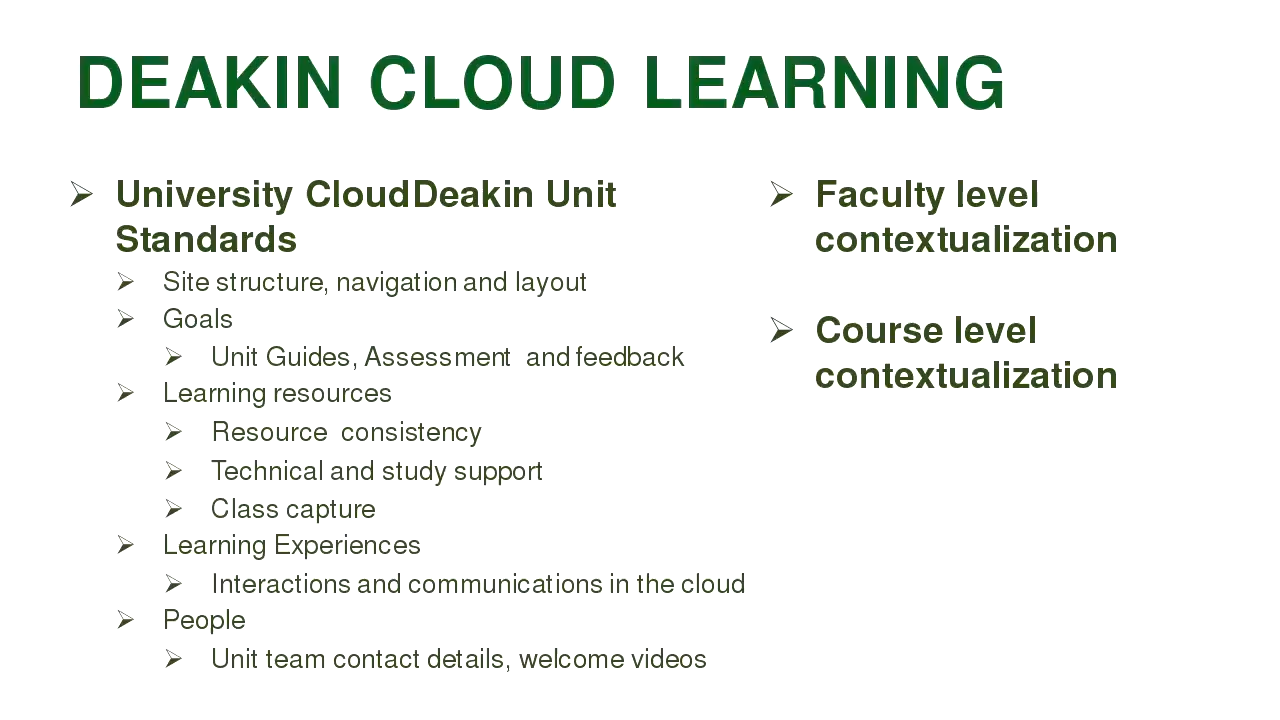 DEAKIN CLOUD LEARNING
University CloudDeakin Unit
Standards
Site structure, navigation and layout
Goals
Unit Guides, Assessment and feedback
Learning resources
Resource consistency
Technical and study support
Class capture
Learning Experiences
Interactions and communications in the cloud
People
Unit team contact details, welcome videos
Faculty level
contextualization
Course level
contextualization